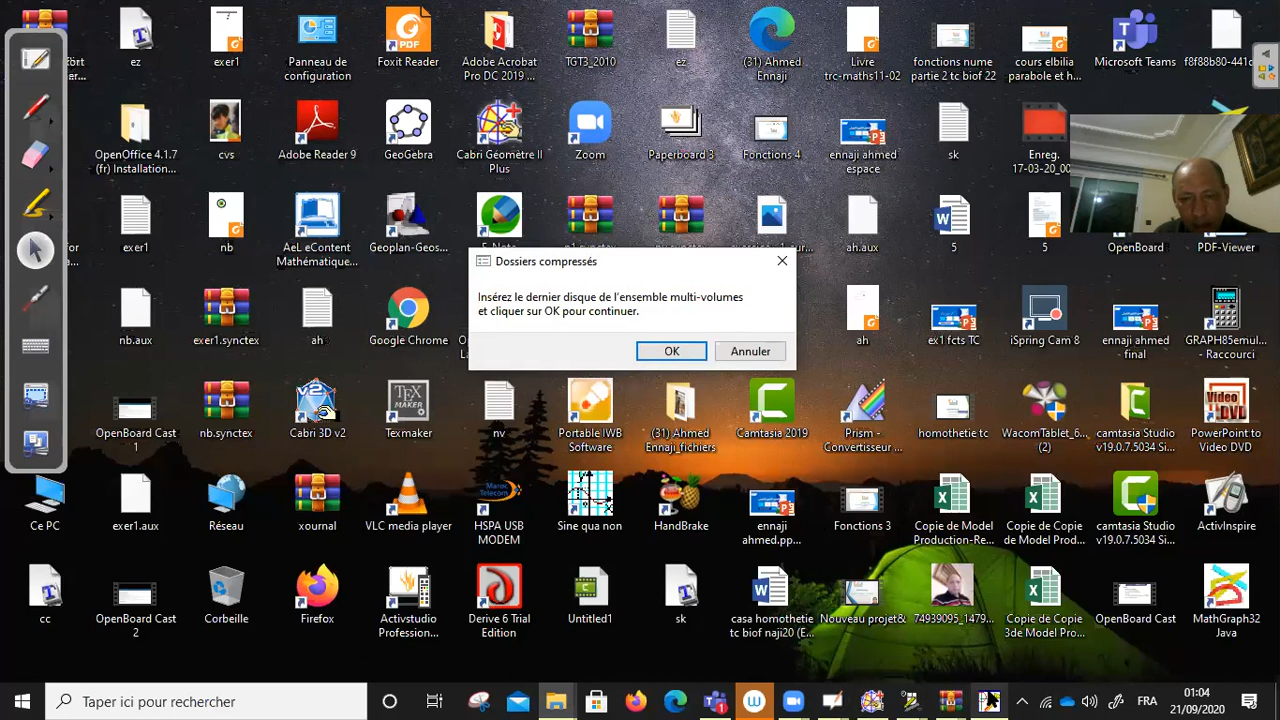 ez
exer1
Panneau de
configuration
Foxit Reader
Adobe Acrobat
Pro DC 2019 ...
TGT3_2010
ez
(31) Ahmed
Ennaji
Livre
trc-maths11-02
fonctions nume
partie 2 tc biof 22
cours elbilia
parabole et h...
Microsoft Teams
f8f88b80-441c
OpenOffice 4.1.7
(fr) Installation...
cvs
Adobe Reader 9
GeoGebra
Cabri Géomètre II
Plus
Zoom
Paperboard 3
Fonctions 4
ennaji ahmed
espace
sk
Enreg.
17-03-20_00
exer1
nb
AeL eContent
Mathématique...
Geoplan-Geos...
5
5
OpenBoard
PDF-Viewer
ah.aux
Dossiers compressés
Insérez le dernier disque de l'ensemble multi-volumes
et cliquer sur OK pour continuer.
OK
Annuler
nb.aux
exer1.synctex
ah
Google Chrome
ah
ex1 fcts TC
iSpring Cam 8
ennaji ahmed
- final
GRAPH85emul...
- Raccourci
OpenBoard Cast
1
nb.synctex
Cabri 3D v2
Texmaker
nv
Portable IWB
Software
(31) Ahmed
Ennaji_fichiers
Camtasia 2019
Prism -
Convertisseur ...
homothetie tc
WacomTablet_6...
(2)
camtasia Studio
v19.0.7.5034 Si...
PowerPoint to
Video DVD
Ce PC
exer1.aux
Réseau
xournal
VLC media player
HSPA USB
MODEM
Sine qua non
HandBrake
ennaji
ahmed.pp...
Fonctions 3
Copie de Model
Production-Re...
Copie de Copie
de Model Prod...
camtasia Studio
v19.0.7.5034 Si...
ActivInspire
cc
OpenBoard Cast
2
Corbeille
Firefox
Activstudio
Profession...
Derive 6 Trial
Edition
Untitled1
sk
casa homothetie
tc biof naji20 (E...
Nouveau projet&
74939095_1479...
Copie de Copie
3de Model Pro...
OpenBoard Cast
MathGraph32
Java
Taper ici pour rechercher
FRA
01:04
21/09/2020